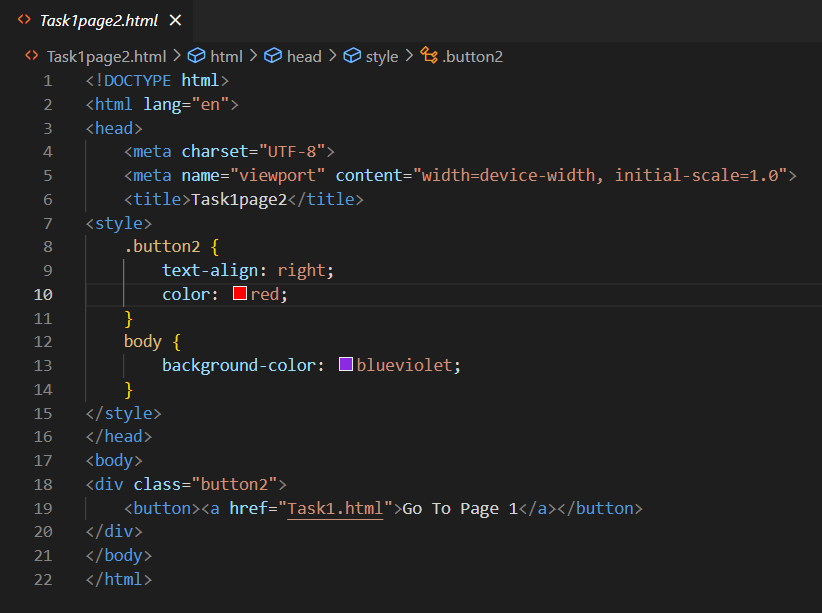 <> Task1page2.html ×
<> Task1page2.html > html > head > style > .button2
1 <!DOCTYPE html>
2 <html lang="en">
3 <head>
4     <meta charset="UTF-8">
5     <meta name="viewport" content="width=device-width, initial-scale=1.0">
6     <title>Task1page2</title>
7 <style>
8     .button2 {
9         text-align: right;
10         color: red;
11     }
12     body {
13         background-color: blueviolet;
14     }
15 </style>
16 </head>
17 <body>
18 <div class="button2">
19     <button><a href="Task1.html">Go To Page 1</a></button>
20 </div>
21 </body>
22 </html>